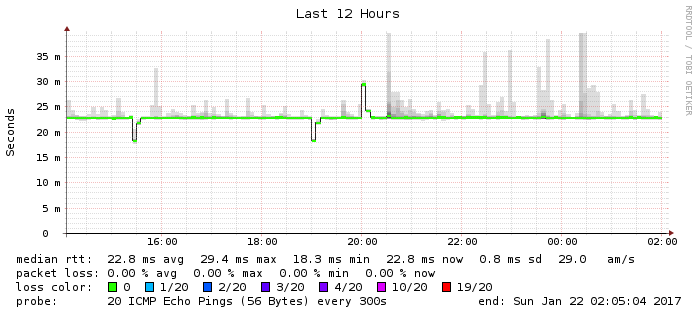 Last 12 Hours
RRDTOOL / TOBI OETIKER
Seconds
35 m
30 m
25 m
20 m
15 m
10 m
5 m
0
16:00 18:00 20:00 22:00 00:00 02:00
median rtt: 22.8 ms avg 29.4 ms max 18.3 ms min 22.8 ms now 0.8 ms sd 29.0 am/s
packet loss: 0.00 % avg 0.00 % max 0.00 % min 0.00 % now
loss color: 0 1/20 2/20 3/20 4/20 10/20 19/20
probe: 20 ICMP Echo Pings (56 Bytes) every 300s end: Sun Jan 22 02:05:04 2017